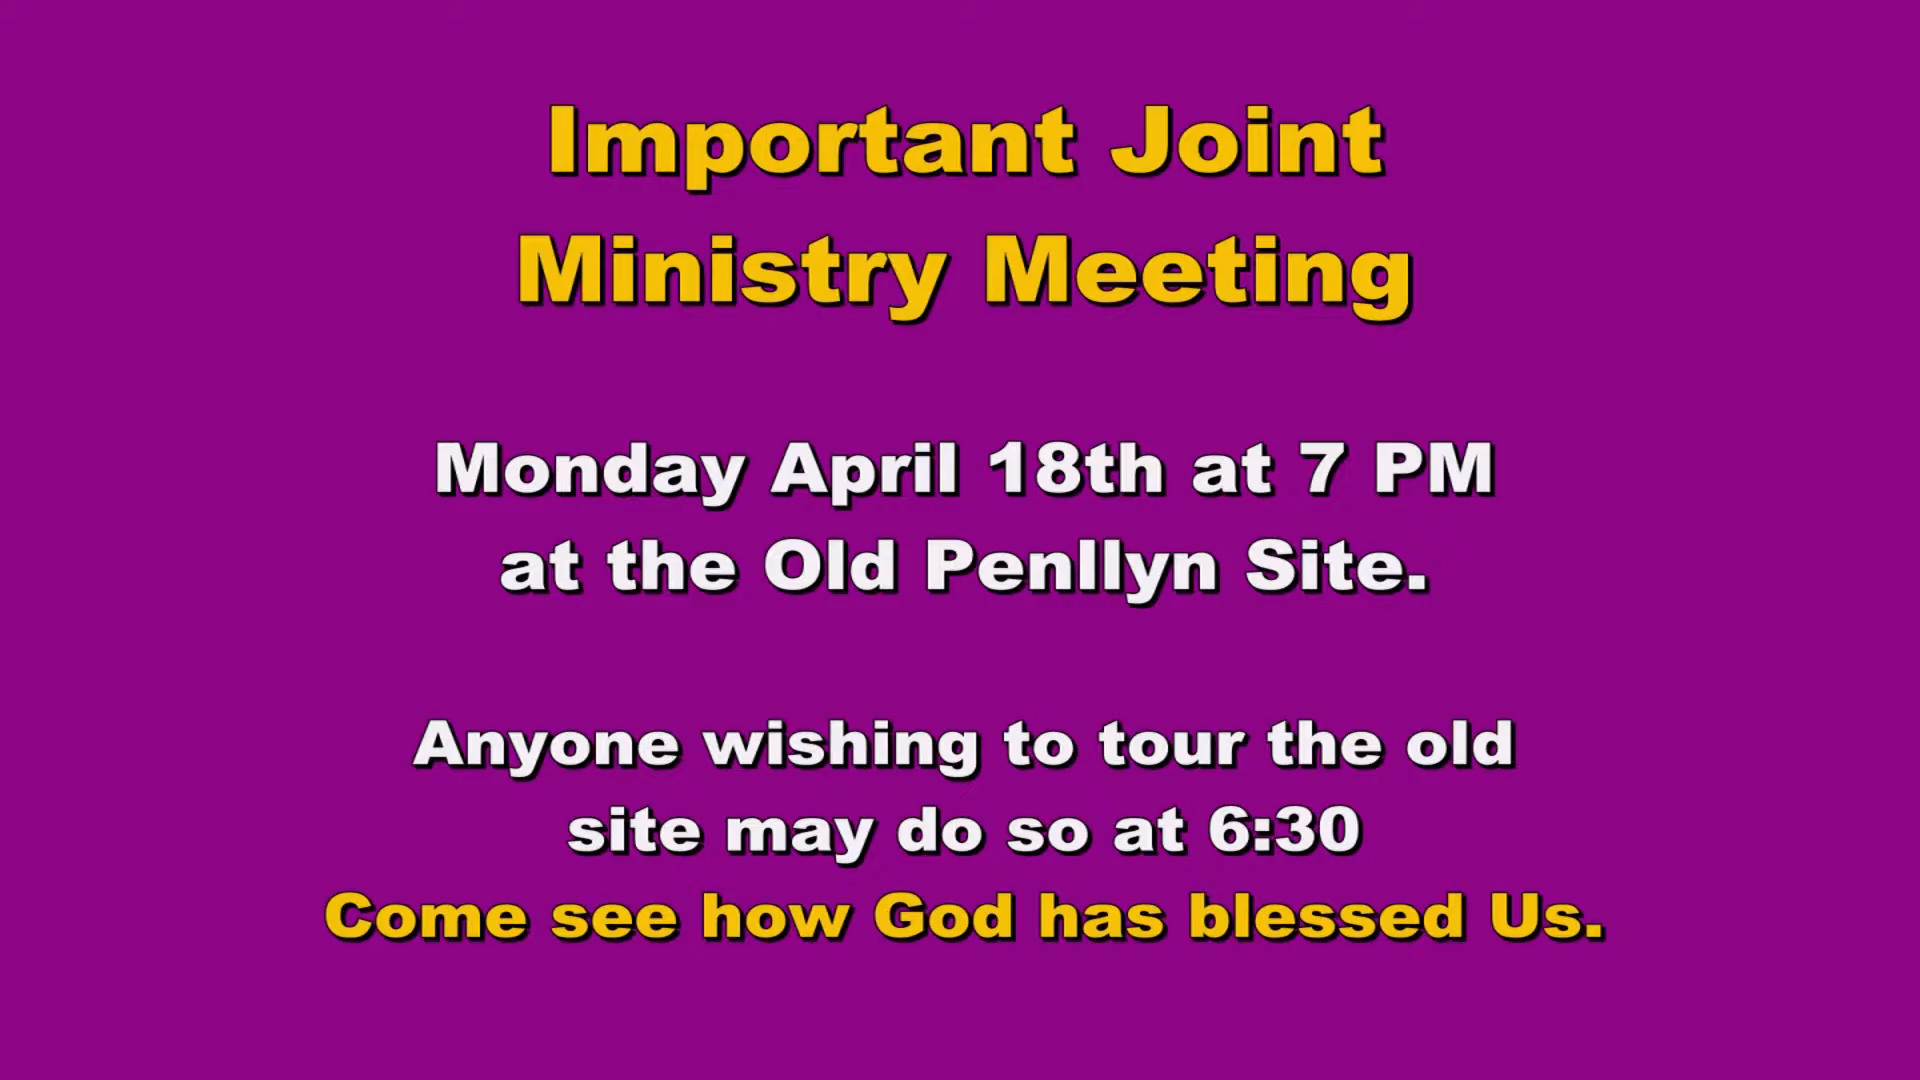 Important Joint
Ministry Meeting
Monday April 18th at 7 PM
at the Old Penllyn Site.
Anyone wishing to tour the old
site may do so at 6:30
Come see how God has blessed Us.